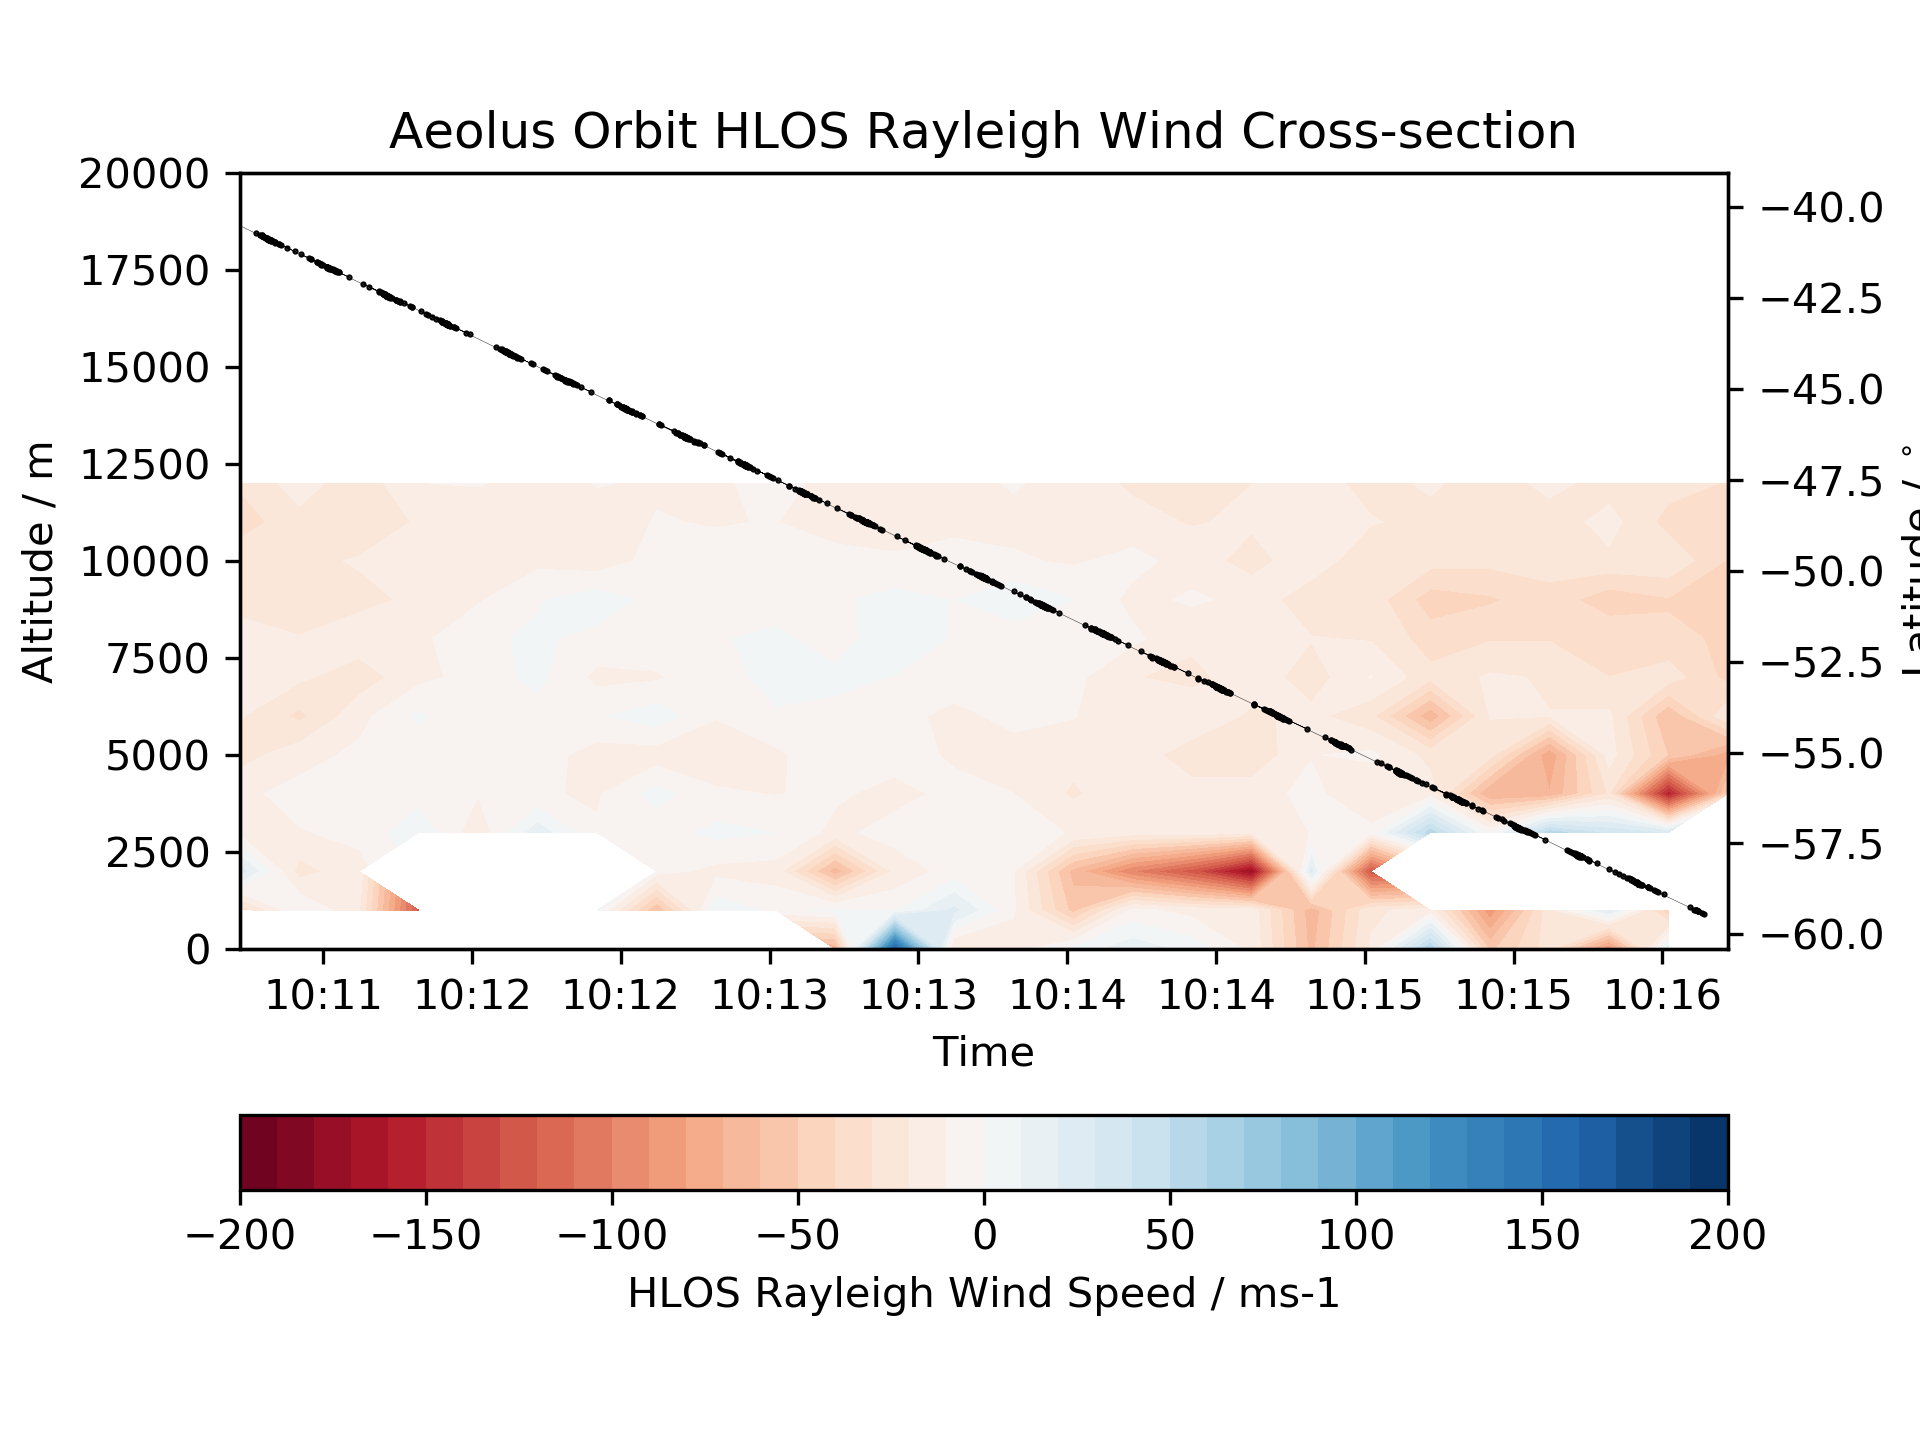 Aeolus Orbit HLOS Rayleigh Wind Cross-section
20000
17500
15000
12500
10000
7500
5000
2500
0
Altitude / m
−40.0
−42.5
−45.0
−47.5
−50.0
−52.5
−55.0
−57.5
−60.0
Latitude / °
10:11 10:12 10:12 10:13 10:13 10:14 10:14 10:15 10:15 10:16
Time
−200 −150 −100 −50 0 50 100 150 200
HLOS Rayleigh Wind Speed / ms-1